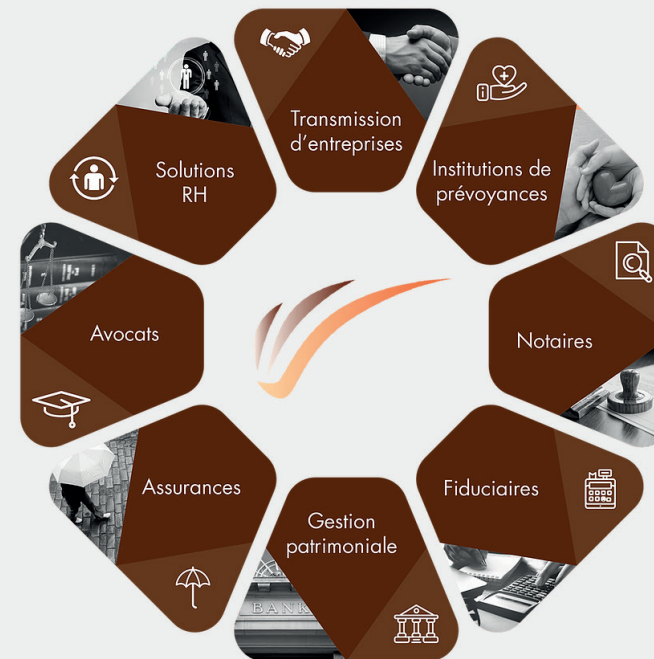 Transmission
d'entreprises
Institutions de
prévoyances
Notaires
Fiduciaires
Gestion
patrimoniale
BANK
Assurances
Avocats
Solutions
RH